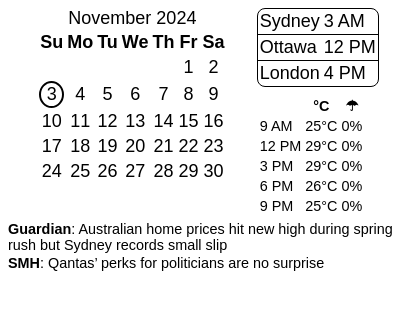 November 2024
Su Mo Tu We Th Fr Sa
1 2
3 4 5 6 7 8 9
10 11 12 13 14 15 16
17 18 19 20 21 22 23
24 25 26 27 28 29 30
Sydney 3 AM
Ottawa 12 PM
London 4 PM
°C ☂
9 AM 25°C 0%
12 PM 29°C 0%
3 PM 29°C 0%
6 PM 26°C 0%
9 PM 25°C 0%
Guardian: Australian home prices hit new high during spring
rush but Sydney records small slip
SMH: Qantas’ perks for politicians are no surprise